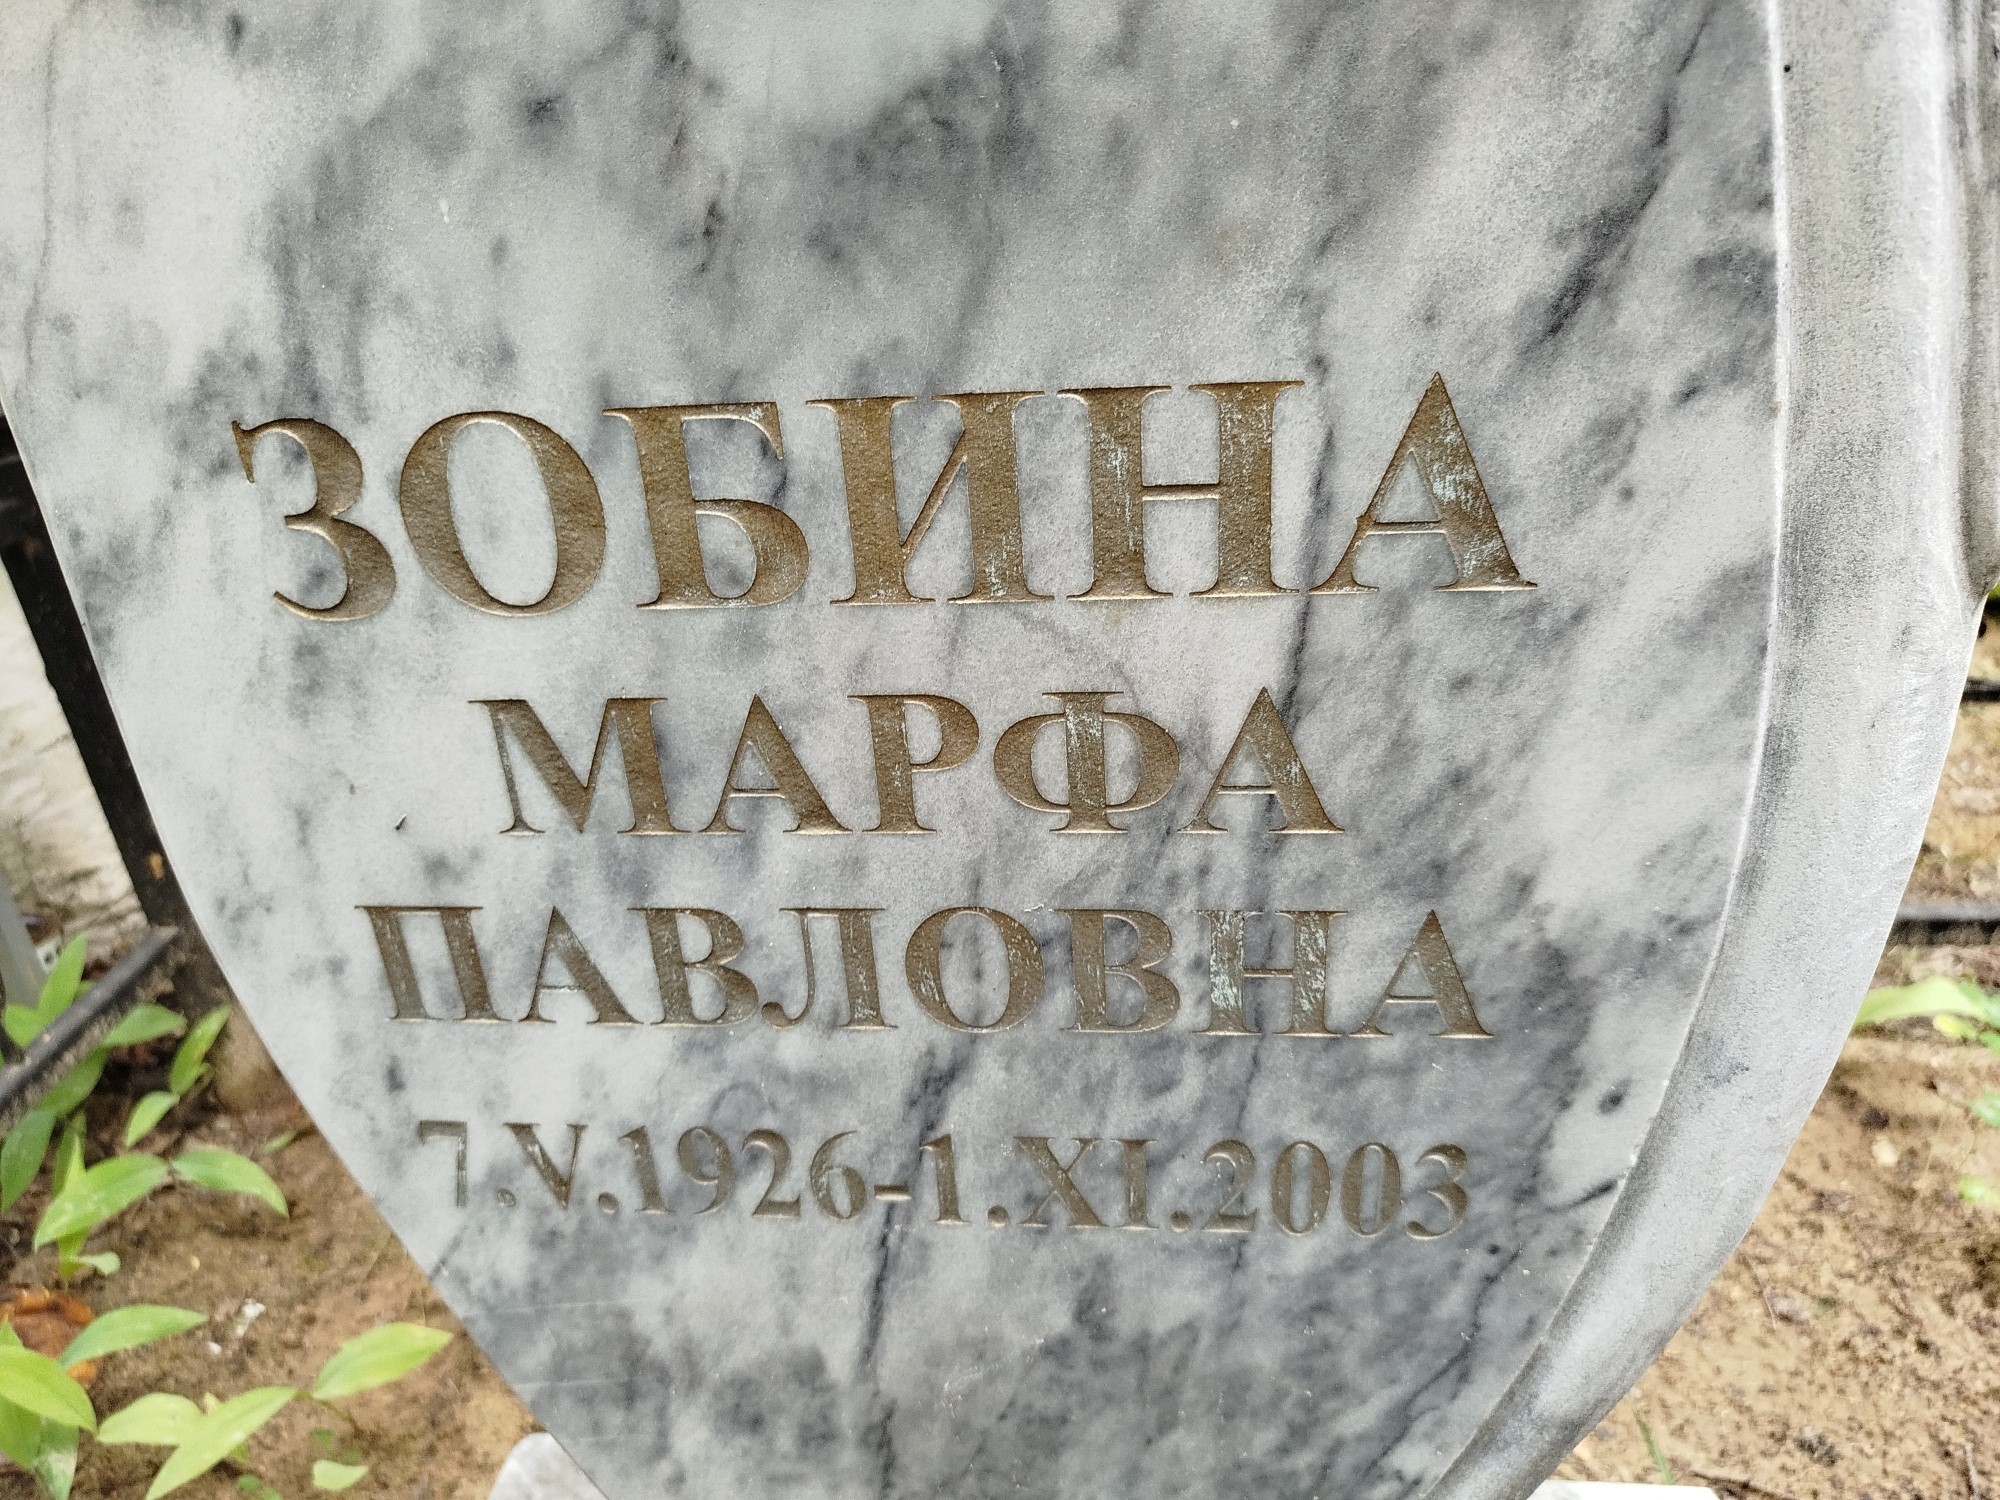 ЗОБИНА
МАРФА
ПАВЛОВНА
7.V.1926-1.XI.2003